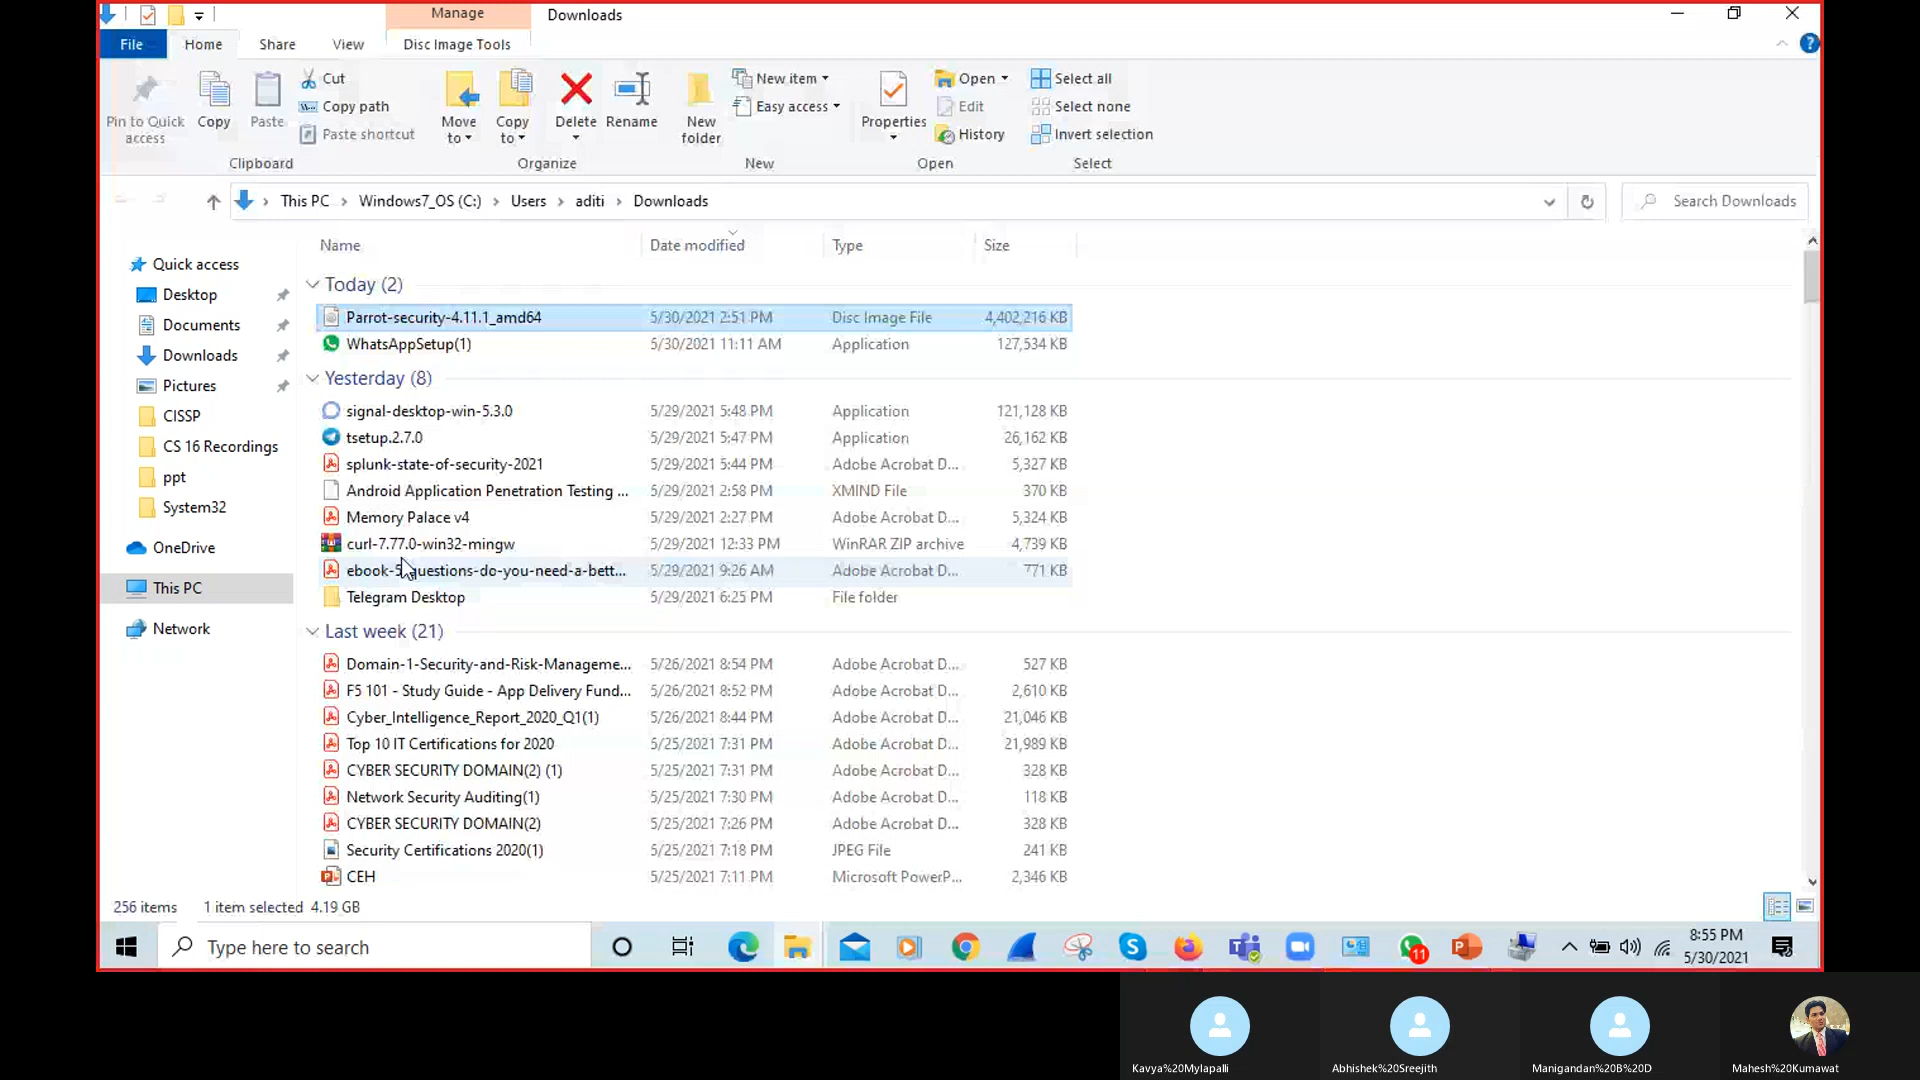 Manage
Downloads
File
Home
Share
View
Disc Image Tools
Pin to Quick access
Copy
Paste
Cut
Copy path
Paste shortcut
Clipboard
Move to
Copy to
Delete
Rename
Organize
New folder
New item
Easy access
New
Properties
Open
Edit
History
Open
Select all
Select none
Invert selection
Select
This PC > Windows7_OS (C:) > Users > aditi > Downloads
Search Downloads
Quick access
Desktop
Documents
Downloads
Pictures
CISSP
CS 16 Recordings
ppt
System32
OneDrive
This PC
Network
Name Date modified Type Size
Today (2)
Parrot-security-4.11.1_amd64 5/30/2021 2:51 PM Disc Image File 4,402,216 KB
WhatsAppSetup(1) 5/30/2021 11:11 AM Application 127,534 KB
Yesterday (8)
signal-desktop-win-5.3.0 5/29/2021 5:48 PM Application 121,128 KB
tsetup.2.7.0 5/29/2021 5:47 PM Application 26,162 KB
splunk-state-of-security-2021 5/29/2021 5:44 PM Adobe Acrobat D... 5,327 KB
Android Application Penetration Testing ... 5/29/2021 2:58 PM XMIND File 370 KB
Memory Palace v4 5/29/2021 2:27 PM Adobe Acrobat D... 5,324 KB
curl-7.77.0-win32-mingw 5/29/2021 12:33 PM WinRAR ZIP archive 4,739 KB
ebook-5-questions-do-you-need-a-bett... 5/29/2021 9:26 AM Adobe Acrobat D... 771 KB
Telegram Desktop 5/29/2021 6:25 PM File folder
Last week (21)
Domain-1-Security-and-Risk-Manageme... 5/26/2021 8:54 PM Adobe Acrobat D... 527 KB
F5 101 - Study Guide - App Delivery Fund... 5/26/2021 8:52 PM Adobe Acrobat D... 2,610 KB
Cyber_Intelligence_Report_2020_Q1(1) 5/26/2021 8:44 PM Adobe Acrobat D... 21,046 KB
Top 10 IT Certifications for 2020 5/25/2021 7:31 PM Adobe Acrobat D... 21,989 KB
CYBER SECURITY DOMAIN(2) (1) 5/25/2021 7:31 PM Adobe Acrobat D... 328 KB
Network Security Auditing(1) 5/25/2021 7:30 PM Adobe Acrobat D... 118 KB
CYBER SECURITY DOMAIN(2) 5/25/2021 7:26 PM Adobe Acrobat D... 328 KB
Security Certifications 2020(1) 5/25/2021 7:18 PM JPEG File 241 KB
CEH 5/25/2021 7:11 PM Microsoft PowerP... 2,346 KB
256 items 1 item selected 4.19 GB
Type here to search
11
8:55 PM
5/30/2021
Kavya%20Mylapalli
Abhishek%20Sreejith
Manigandan%20B%20D
Mahesh%20Kumawat